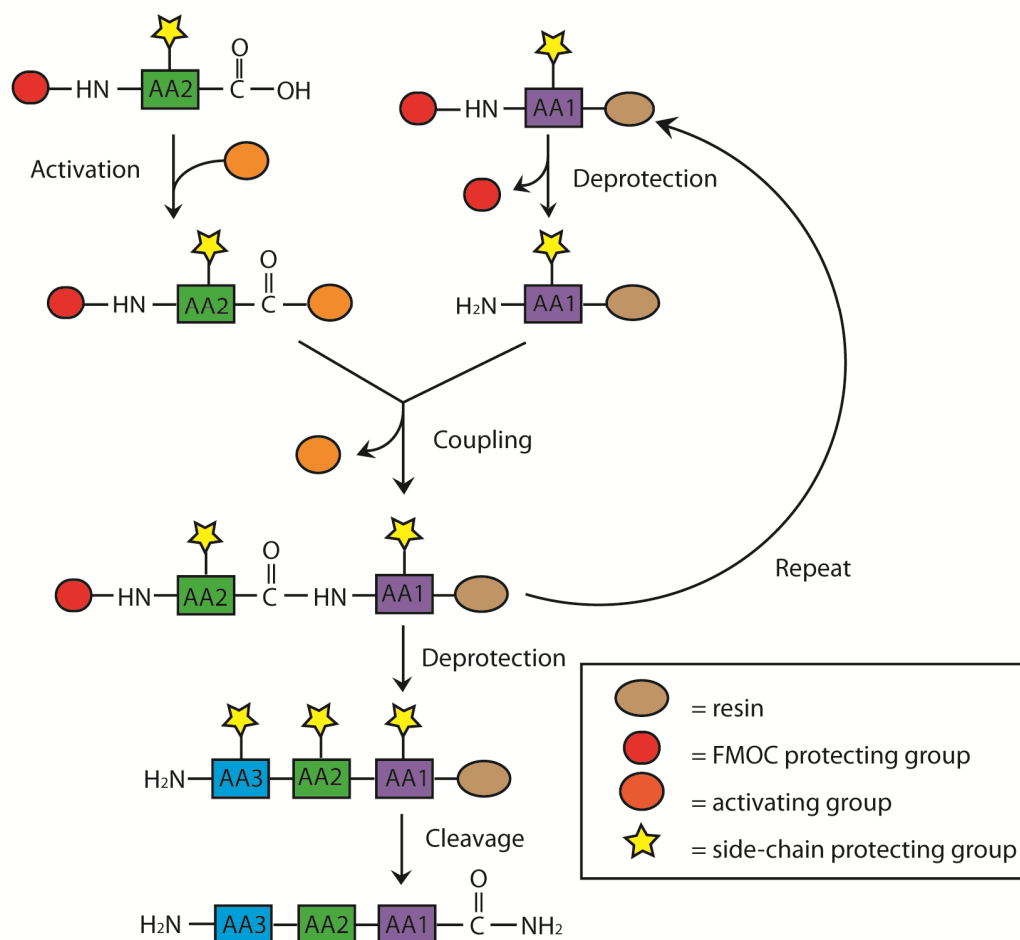 O
HN AA2 C OH
O
HN AA1
Activation
Deprotection
O
HN ΛΛ2 C
H₂N AA1
Coupling
O
HN AA2 C HN AA1
Repeat
Deprotection
H₂N AA3 AA2 AA1
Cleavage
O
H₂N AA3 AA2 AA1 C NH₂
= resin
= FMOC protecting group
= activating group
= side-chain protecting group